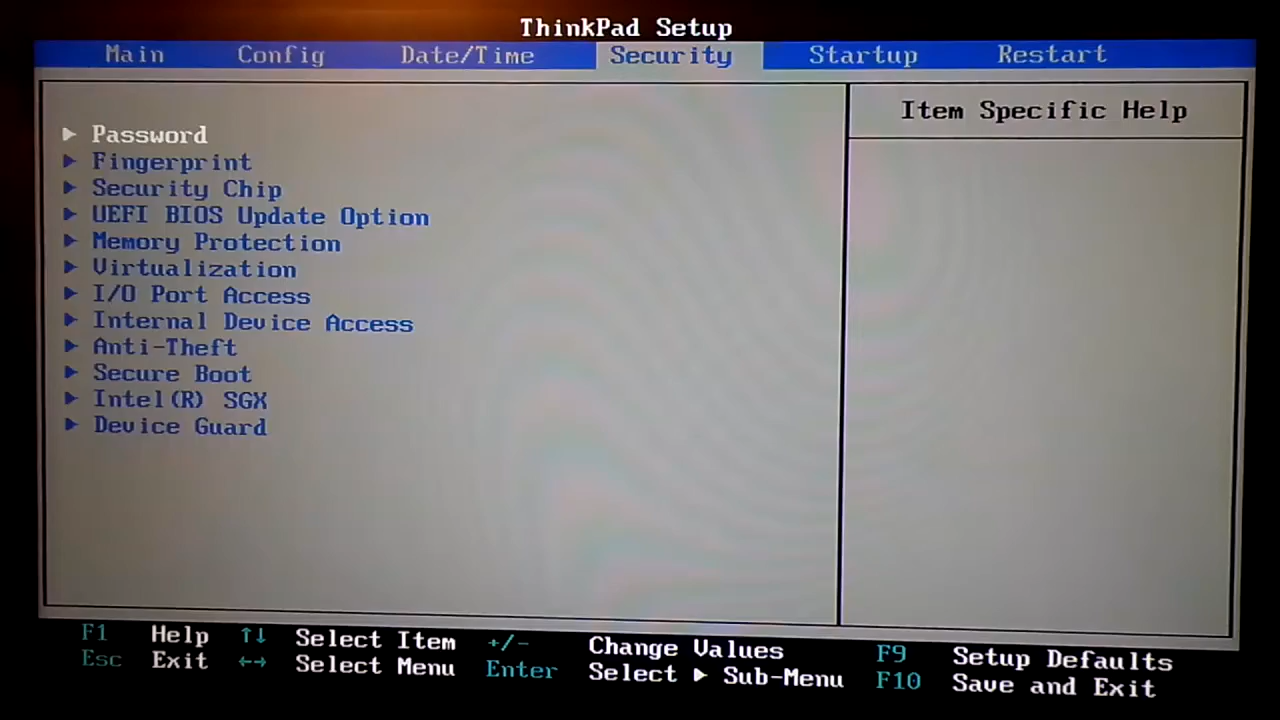 ThinkPad Setup
Main Config Date/Time Security Startup Restart
Item Specific Help
Password
Fingerprint
Security Chip
UEFI BIOS Update Option
Memory Protection
Virtualization
I/O Port Access
Internal Device Access
Anti-Theft
Secure Boot
Intel(R) SGX
Device Guard
F1 Help ↑↓ Select Item +/- Change Values F9 Setup Defaults
Esc Exit ←→ Select Menu Enter Select ▶ Sub-Menu F10 Save and Exit